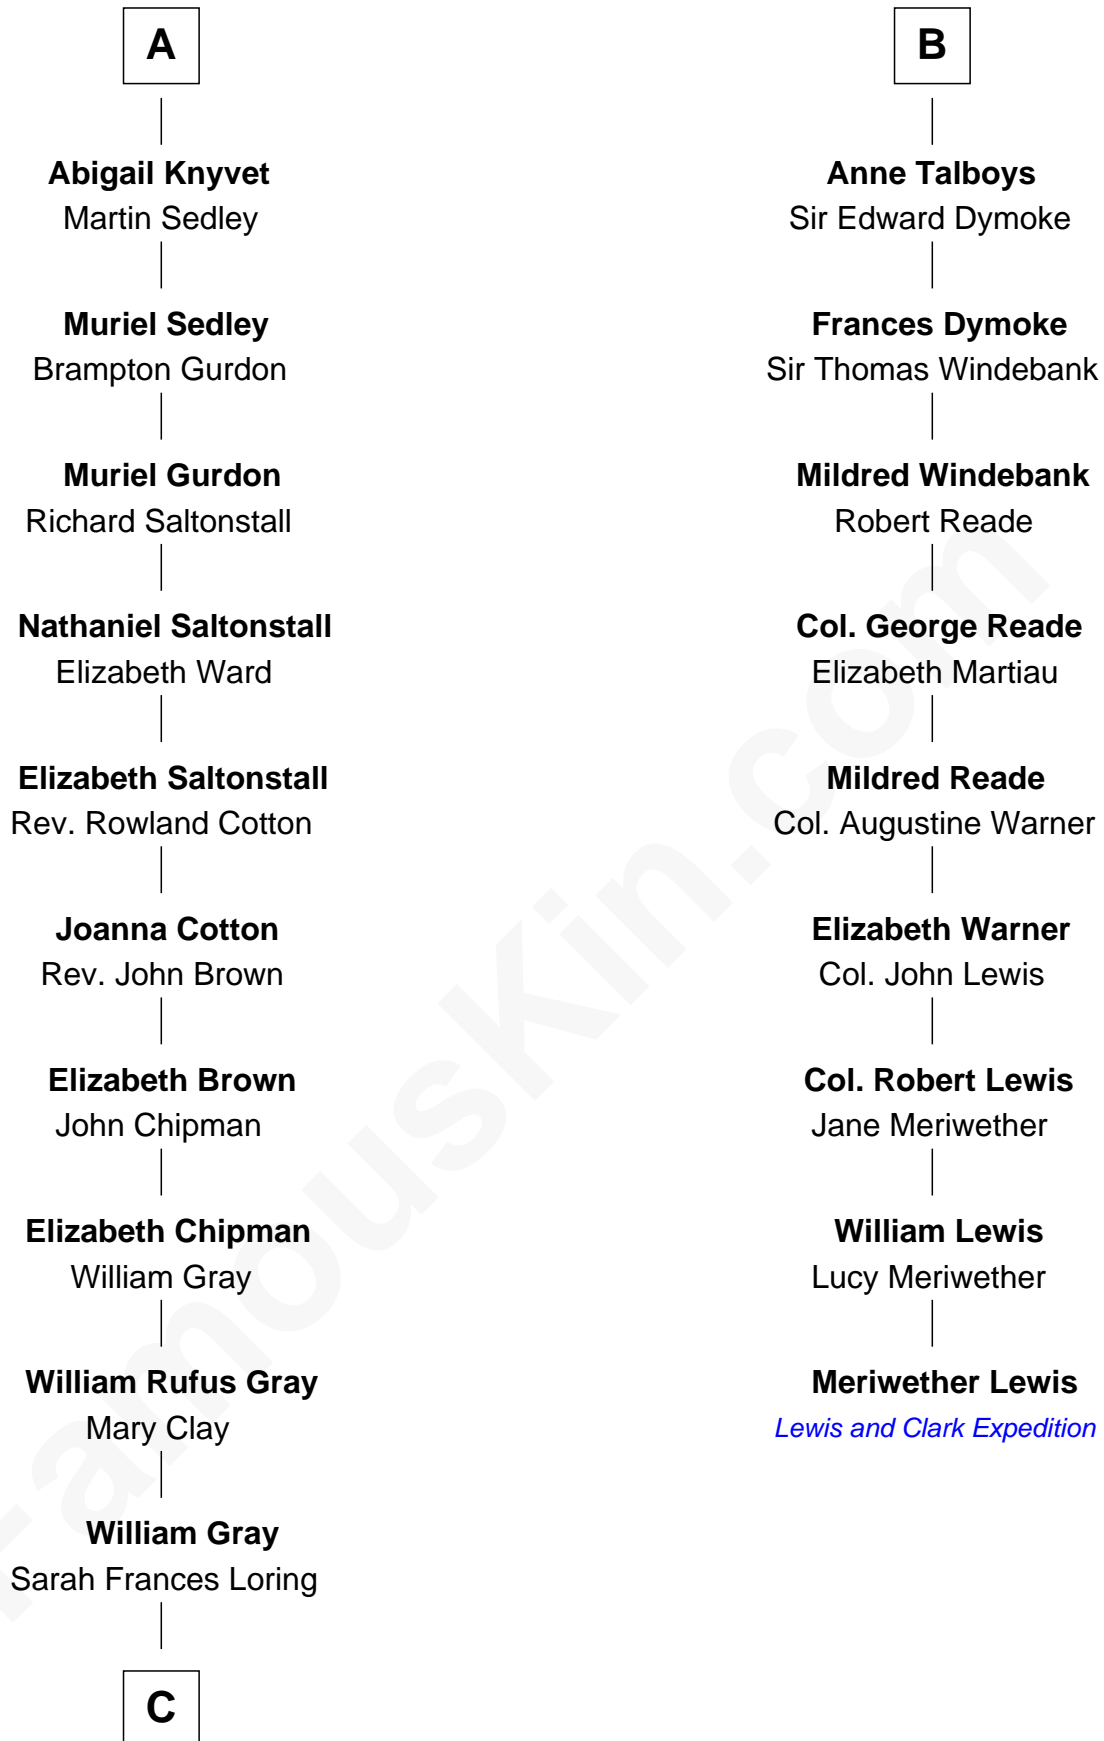 A
Abigail Knyvet
Martin Sedley
Muriel Sedley
Brampton Gurdon
Muriel Gurdon
Richard Saltonstall
Nathaniel Saltonstall
Elizabeth Ward
Elizabeth Saltonstall
Rev. Rowland Cotton
Joanna Cotton
Rev. John Brown
Elizabeth Brown
John Chipman
Elizabeth Chipman
William Gray
William Rufus Gray
Mary Clay
William Gray
Sarah Frances Loring
C
B
Anne Talboys
Sir Edward Dymoke
Frances Dymoke
Sir Thomas Windebank
Mildred Windebank
Robert Reade
Col. George Reade
Elizabeth Martiau
Mildred Reade
Col. Augustine Warner
Elizabeth Warner
Col. John Lewis
Col. Robert Lewis
Jane Meriwether
William Lewis
Lucy Meriwether
Meriwether Lewis
Lewis and Clark Expedition
FamousKin.com